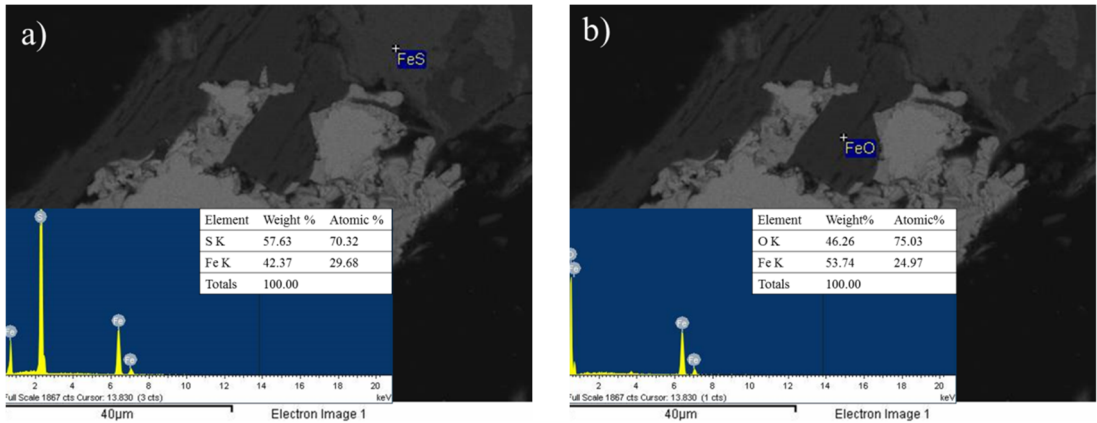 a)
FeS
Element Weight % Atomic %
S K 57.63 70.32
Fe K 42.37 29.68
Totals 100.00
S
Fe
Fe
Fe
2 4 6 8 10 12 14 16 18 20
Full Scale 1867 cts Cursor: 13.830 (3 cts) keV
40µm Electron Image 1
b)
FeO
Element Weight% Atomic%
O K 46.26 75.03
Fe K 53.74 24.97
Totals 100.00
Fe
Fe
2 4 6 8 10 12 14 16 18 20
Full Scale 1867 cts Cursor: 13.830 (1 cts) keV
40µm Electron Image 1